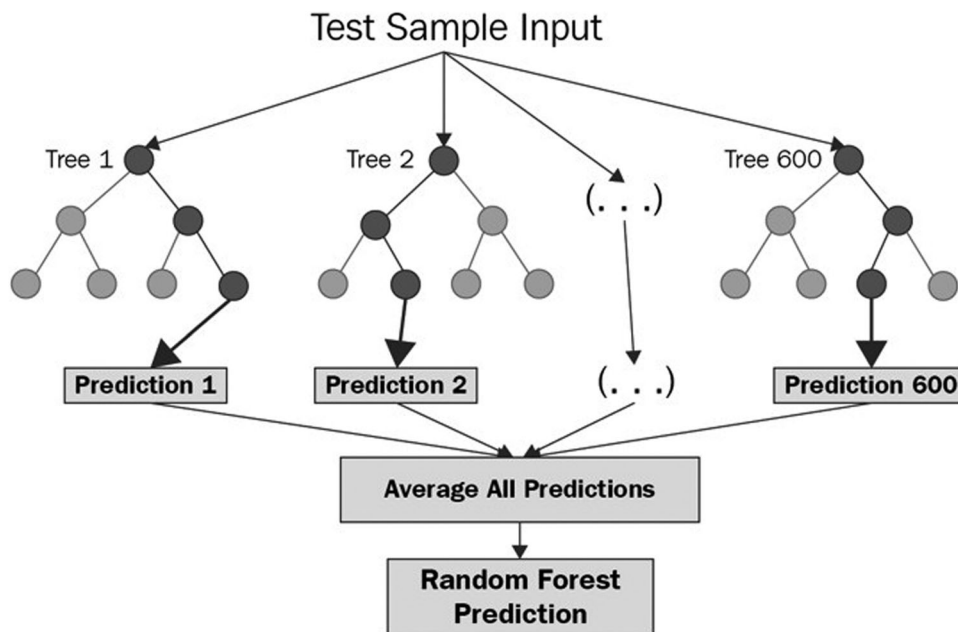 Test Sample Input
Tree 1
Tree 2
Tree 600
(. . .)
Prediction 1
Prediction 2
(. . .)
Prediction 600
Average All Predictions
Random Forest
Prediction